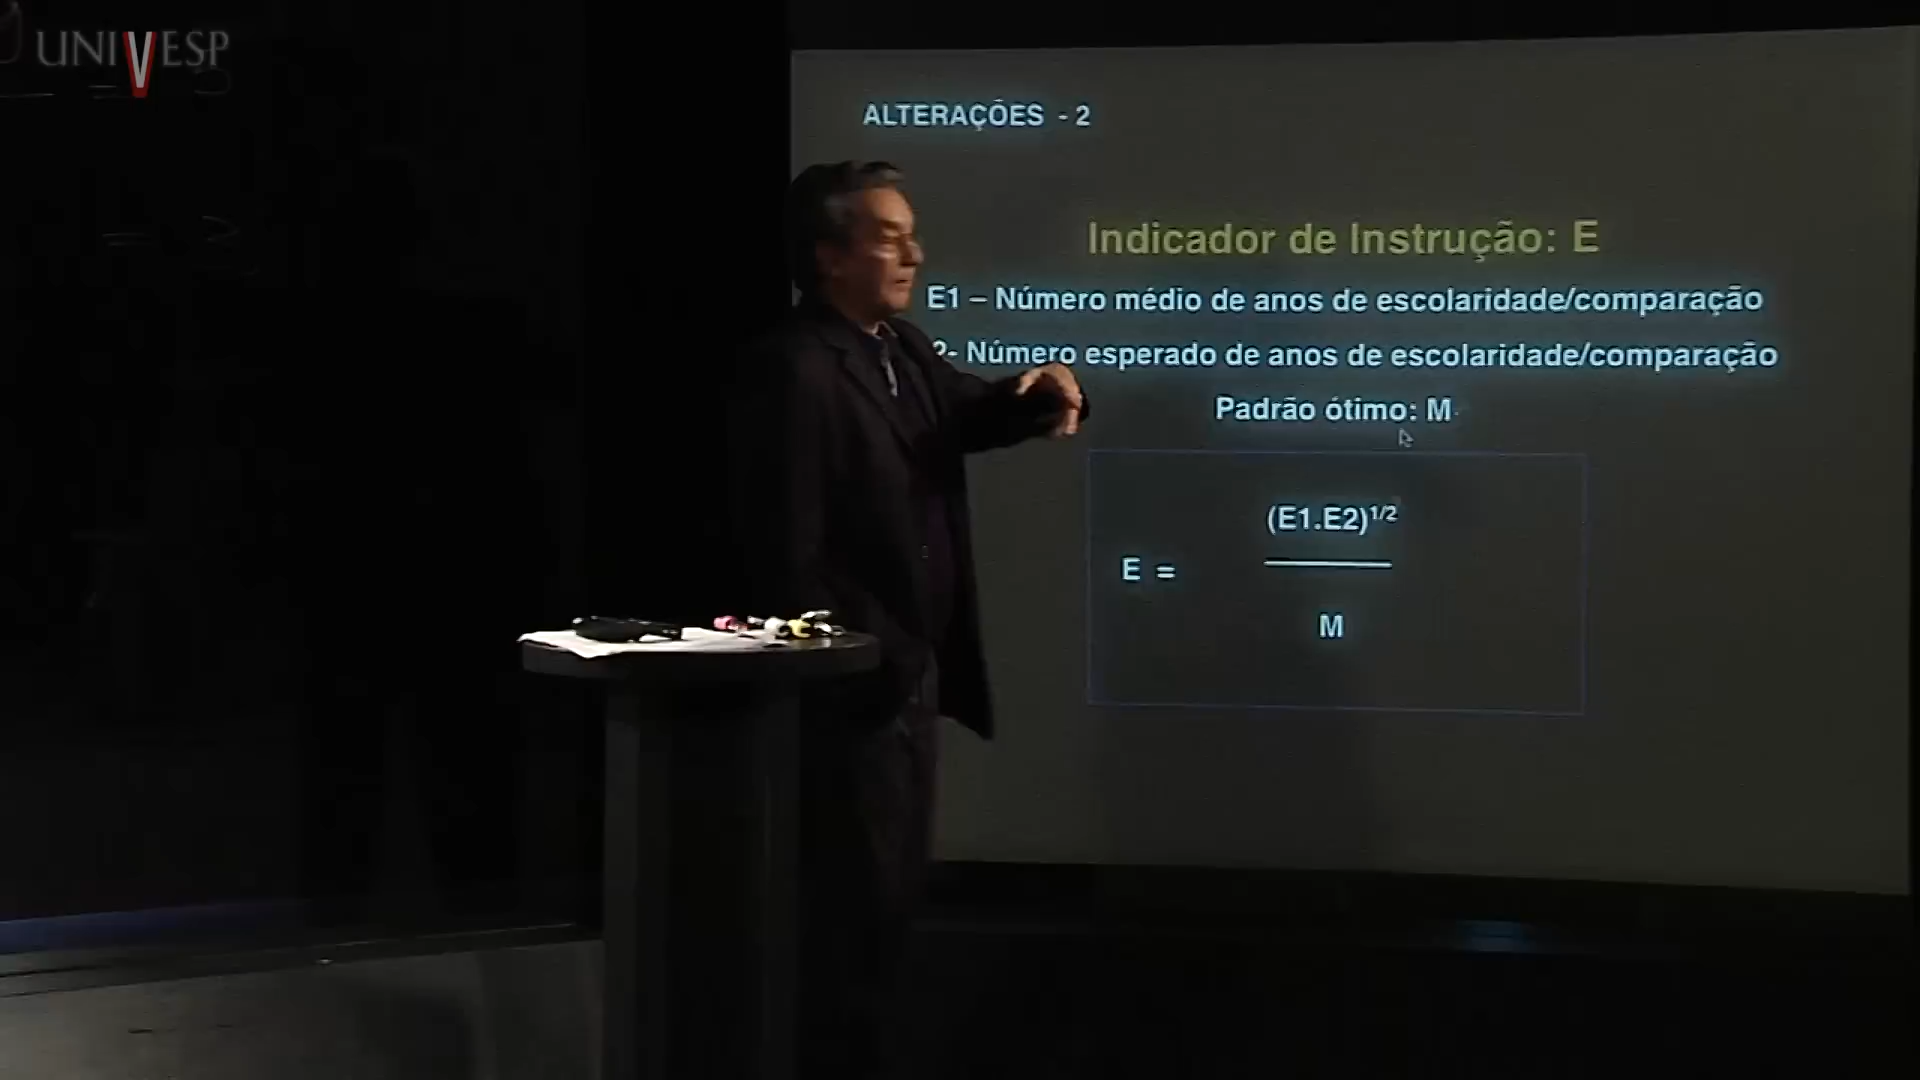 UNIVESP
ALTERAÇÕES - 2
Indicador de Instrução: E
E1 – Número médio de anos de escolaridade/comparação
2- Número esperado de anos de escolaridade/comparação
Padrão ótimo: M
(E1.E2)1/2
E =
M